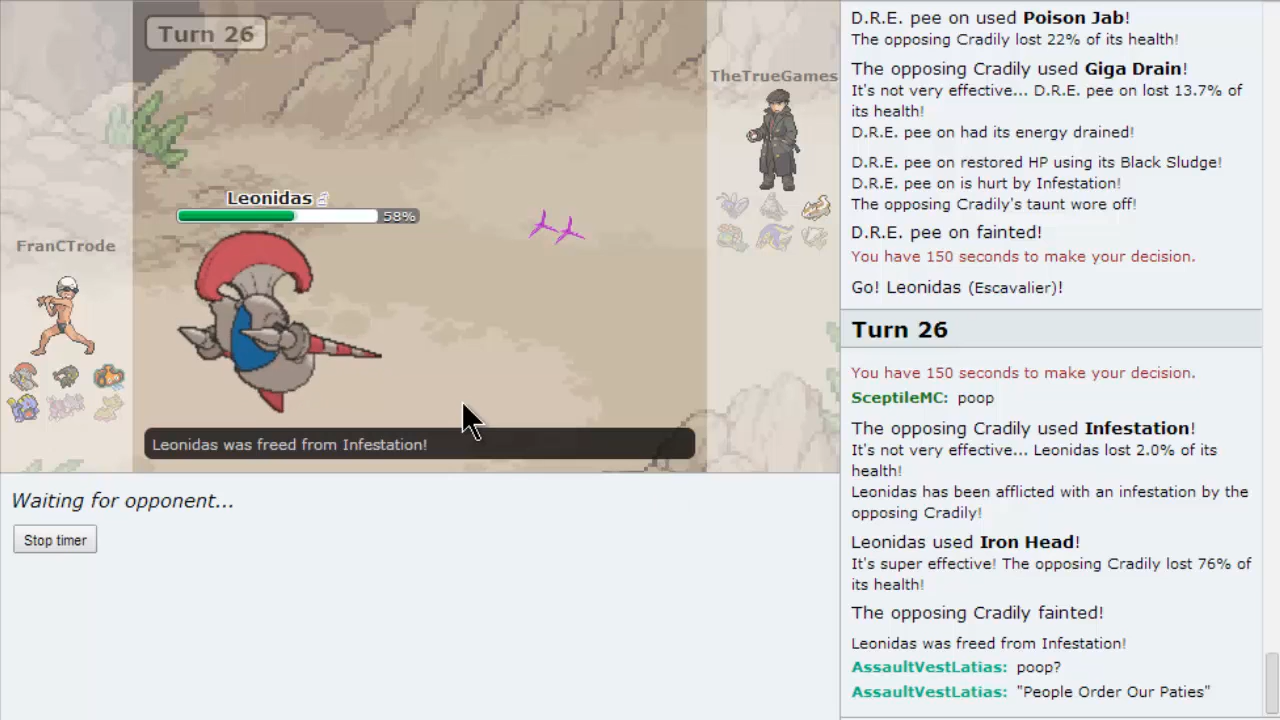 Turn 26
TheTrueGames
Leonidas
58%
FranCTrode
Leonidas was freed from Infestation!
Waiting for opponent...
Stop timer
D.R.E. pee on used Poison Jab!
The opposing Cradily lost 22% of its health!
The opposing Cradily used Giga Drain!
It's not very effective... D.R.E. pee on lost 13.7% of
its health!
D.R.E. pee on had its energy drained!
D.R.E. pee on restored HP using its Black Sludge!
D.R.E. pee on is hurt by Infestation!
The opposing Cradily's taunt wore off!
D.R.E. pee on fainted!
You have 150 seconds to make your decision.
Go! Leonidas (Escavalier)!
Turn 26
You have 150 seconds to make your decision.
SceptileMC: poop
The opposing Cradily used Infestation!
It's not very effective... Leonidas lost 2.0% of its
health!
Leonidas has been afflicted with an infestation by the
opposing Cradily!
Leonidas used Iron Head!
It's super effective! The opposing Cradily lost 76% of
its health!
The opposing Cradily fainted!
Leonidas was freed from Infestation!
AssaultVestLatias: poop?
AssaultVestLatias: "People Order Our Paties"